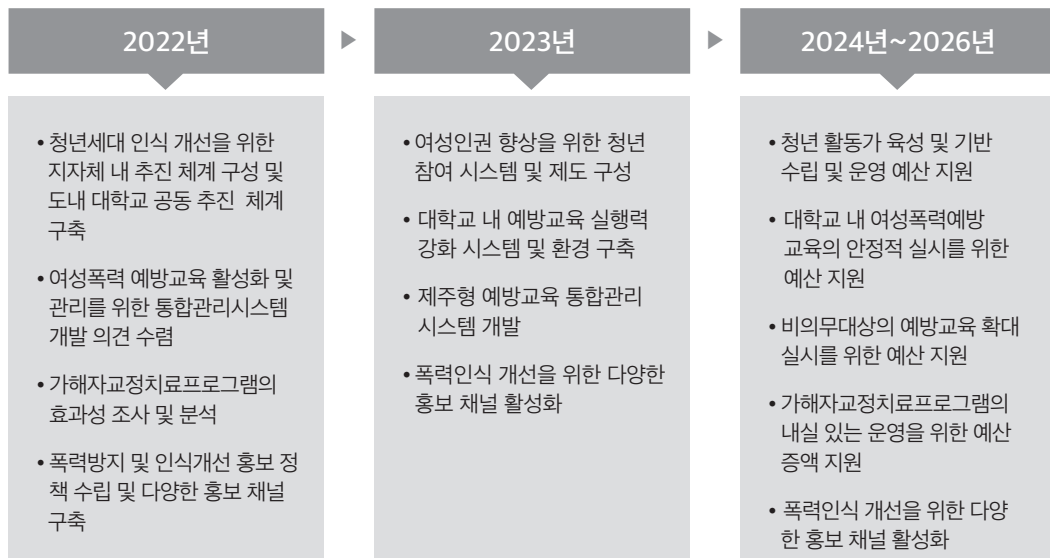 2022년
• 청년세대 인식 개선을 위한
지자체 내 추진 체계 구성 및
도내 대학교 공동 추진 체계
구축
• 여성폭력 예방교육 활성화 및
관리를 위한 통합관리시스템
개발 의견 수렴
• 가해자교정치료프로그램의
효과성 조사 및 분석
• 폭력방지 및 인식개선 홍보 정
책 수립 및 다양한 홍보 채널
구축
2023년
• 여성인권 향상을 위한 청년
참여 시스템 및 제도 구성
• 대학교 내 예방교육 실행력
강화 시스템 및 환경 구축
• 제주형 예방교육 통합관리
시스템 개발
• 폭력인식 개선을 위한 다양한
홍보 채널 활성화
2024년~2026년
• 청년 활동가 육성 및 기반
수립 및 운영 예산 지원
• 대학교 내 여성폭력예방
교육의 안정적 실시를 위한
예산 지원
• 비의무대상의 예방교육 확대
실시를 위한 예산 지원
• 가해자교정치료프로그램의
내실 있는 운영을 위한 예산
증액 지원
• 폭력인식 개선을 위한 다양
한 홍보 채널 활성화